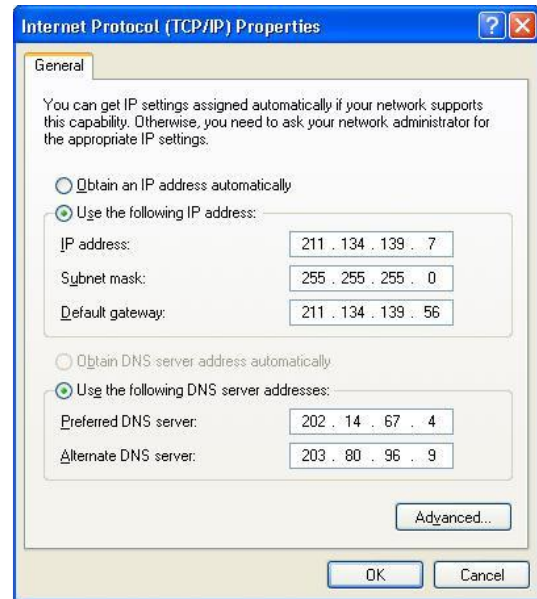 Internet Protocol (TCP/IP) Properties
General
You can get IP settings assigned automatically if your network supports
this capability. Otherwise, you need to ask your network administrator for
the appropriate IP settings.
Obtain an IP address automatically
Use the following IP address:
IP address: 211 . 134 . 139 . 7
Subnet mask: 255 . 255 . 255 . 0
Default gateway: 211 . 134 . 139 . 56
Obtain DNS server address automatically
Use the following DNS server addresses:
Preferred DNS server: 202 . 14 . 67 . 4
Alternate DNS server: 203 . 80 . 96 . 9
Advanced...
OK Cancel